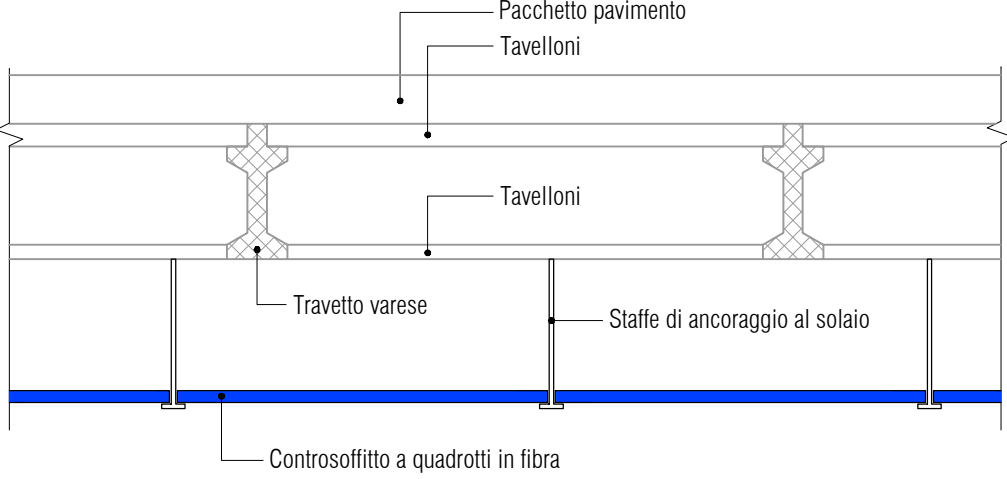 Pacchetto pavimento
Tavelloni
Tavelloni
Travetto varese
Staffe di ancoraggio al solaio
Controsoffitto a quadrotti in fibra